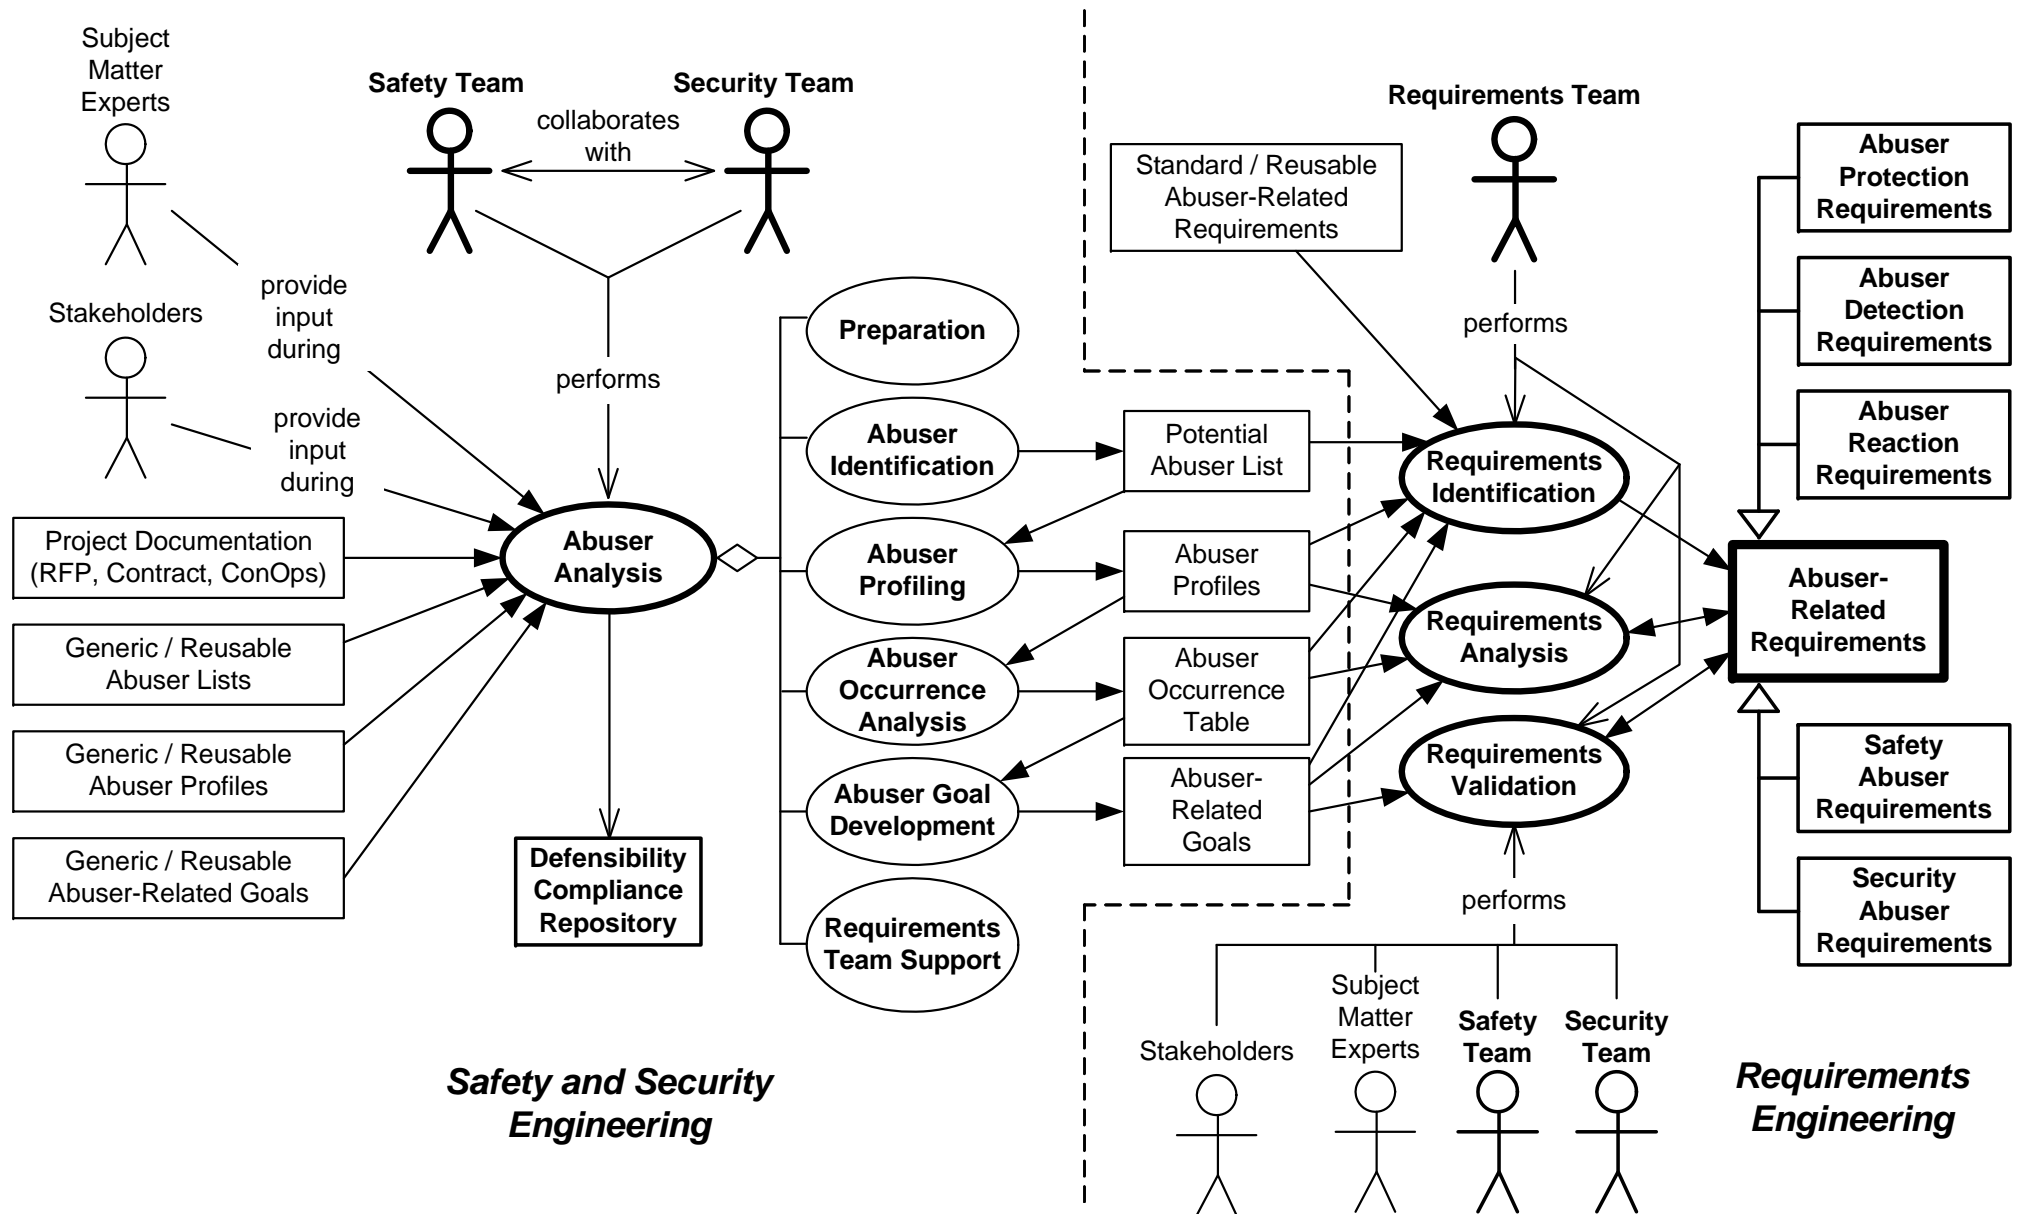 Subject
Matter
Experts
Safety Team
Security Team
collaborates
with
Stakeholders
provide
input
during
provide
input
during
performs
Project Documentation
(RFP, Contract, ConOps)
Generic / Reusable
Abuser Lists
Generic / Reusable
Abuser Profiles
Generic / Reusable
Abuser-Related Goals
Abuser
Analysis
Defensibility
Compliance
Repository
Preparation
Abuser
Identification
Abuser
Profiling
Abuser
Occurrence
Analysis
Abuser Goal
Development
Requirements
Team Support
Potential
Abuser List
Abuser
Profiles
Abuser
Occurrence
Table
Abuser-
Related
Goals
Safety and Security
Engineering
Requirements Team
Standard / Reusable
Abuser-Related
Requirements
performs
Requirements
Identification
Requirements
Analysis
Requirements
Validation
performs
Stakeholders
Subject
Matter
Experts
Safety
Team
Security
Team
Abuser
Protection
Requirements
Abuser
Detection
Requirements
Abuser
Reaction
Requirements
Abuser-
Related
Requirements
Safety
Abuser
Requirements
Security
Abuser
Requirements
Requirements
Engineering